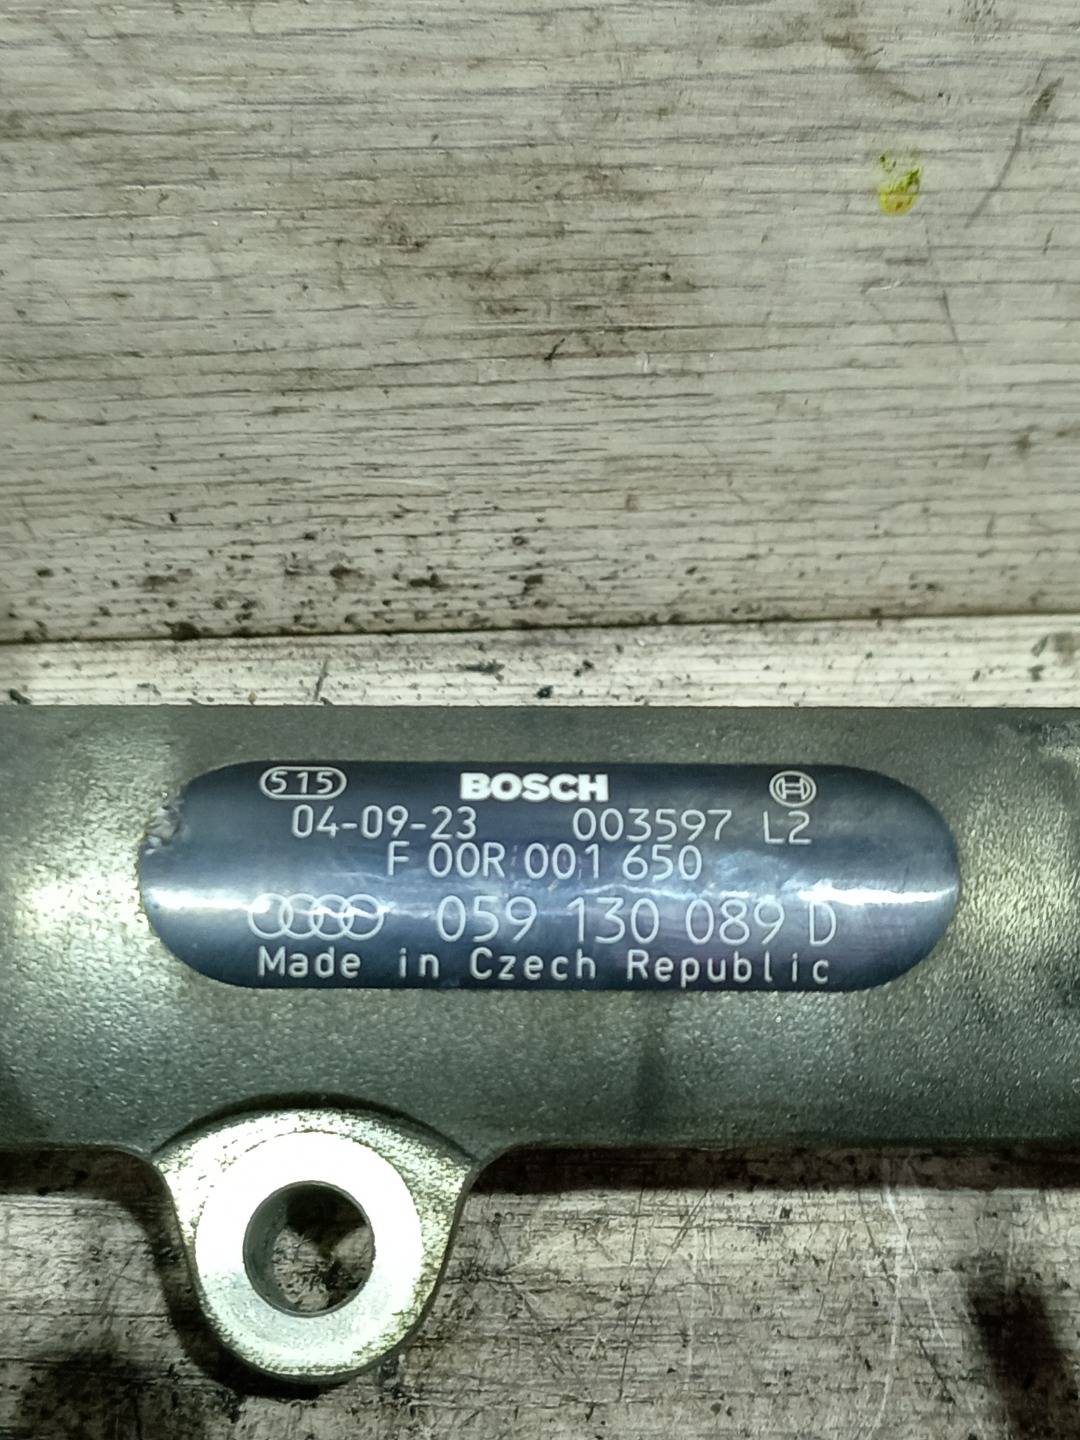 515 BOSCH
04-09-23 003597 L2
F 00R 001 650
059 130 089 D
Made in Czech Republic